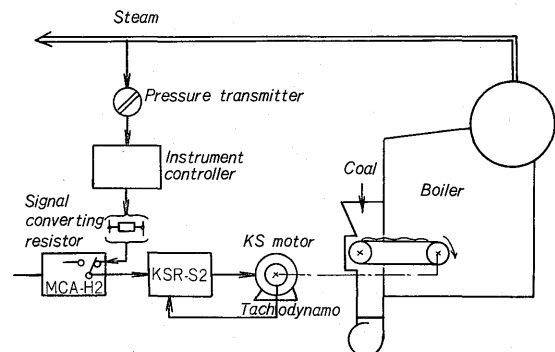 Steam
Pressure transmitter
Instrument
controller
Coal
Boiler
Signal
converting
resistor
KS motor
MCA-H2
KSR-S2
Tachodynamo